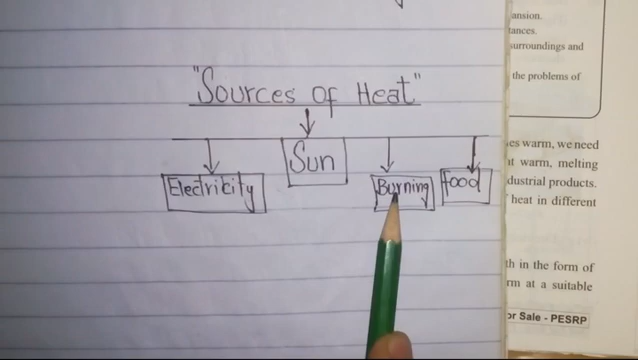 "Sources of Heat"
Electricity
Sun
Burning
food
ansion.
tances.
surroundings and
the problems of
es warm, we need
at warm, melting
dustrial products.
heat in different
th in the form of
rm at a suitable
or Sale - PESRP